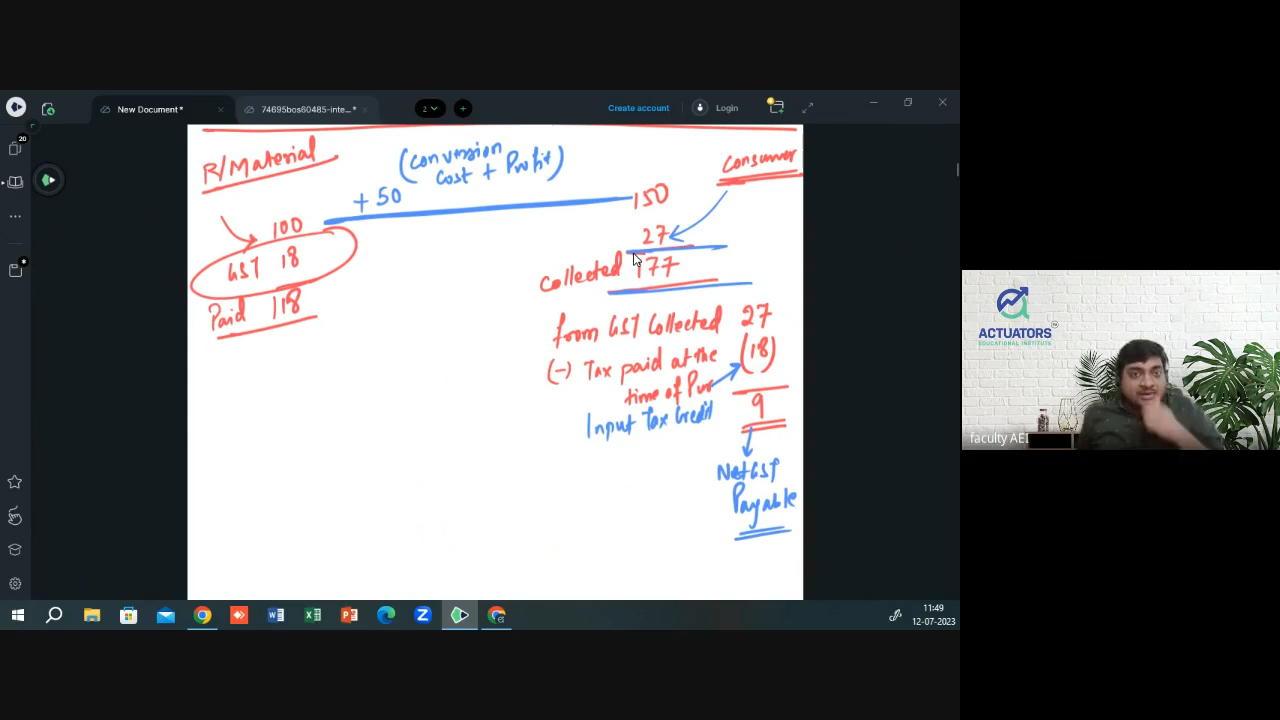 New Document*
74695bos60485-inte...*
2
Create account
Login
20
R/Material
(Conversion
Cost + Profit)
Consumer
+ 50
150
100
27
GST 18
Collected 177
Paid 118
from GST Collected 27
(-) Tax paid at the (18)
time of Pur
Input Tax Credit
9
Net GST
Payable
ACTUATORS
EDUCATIONAL INSTITUTE
faculty AEI
11:49
12-07-2023